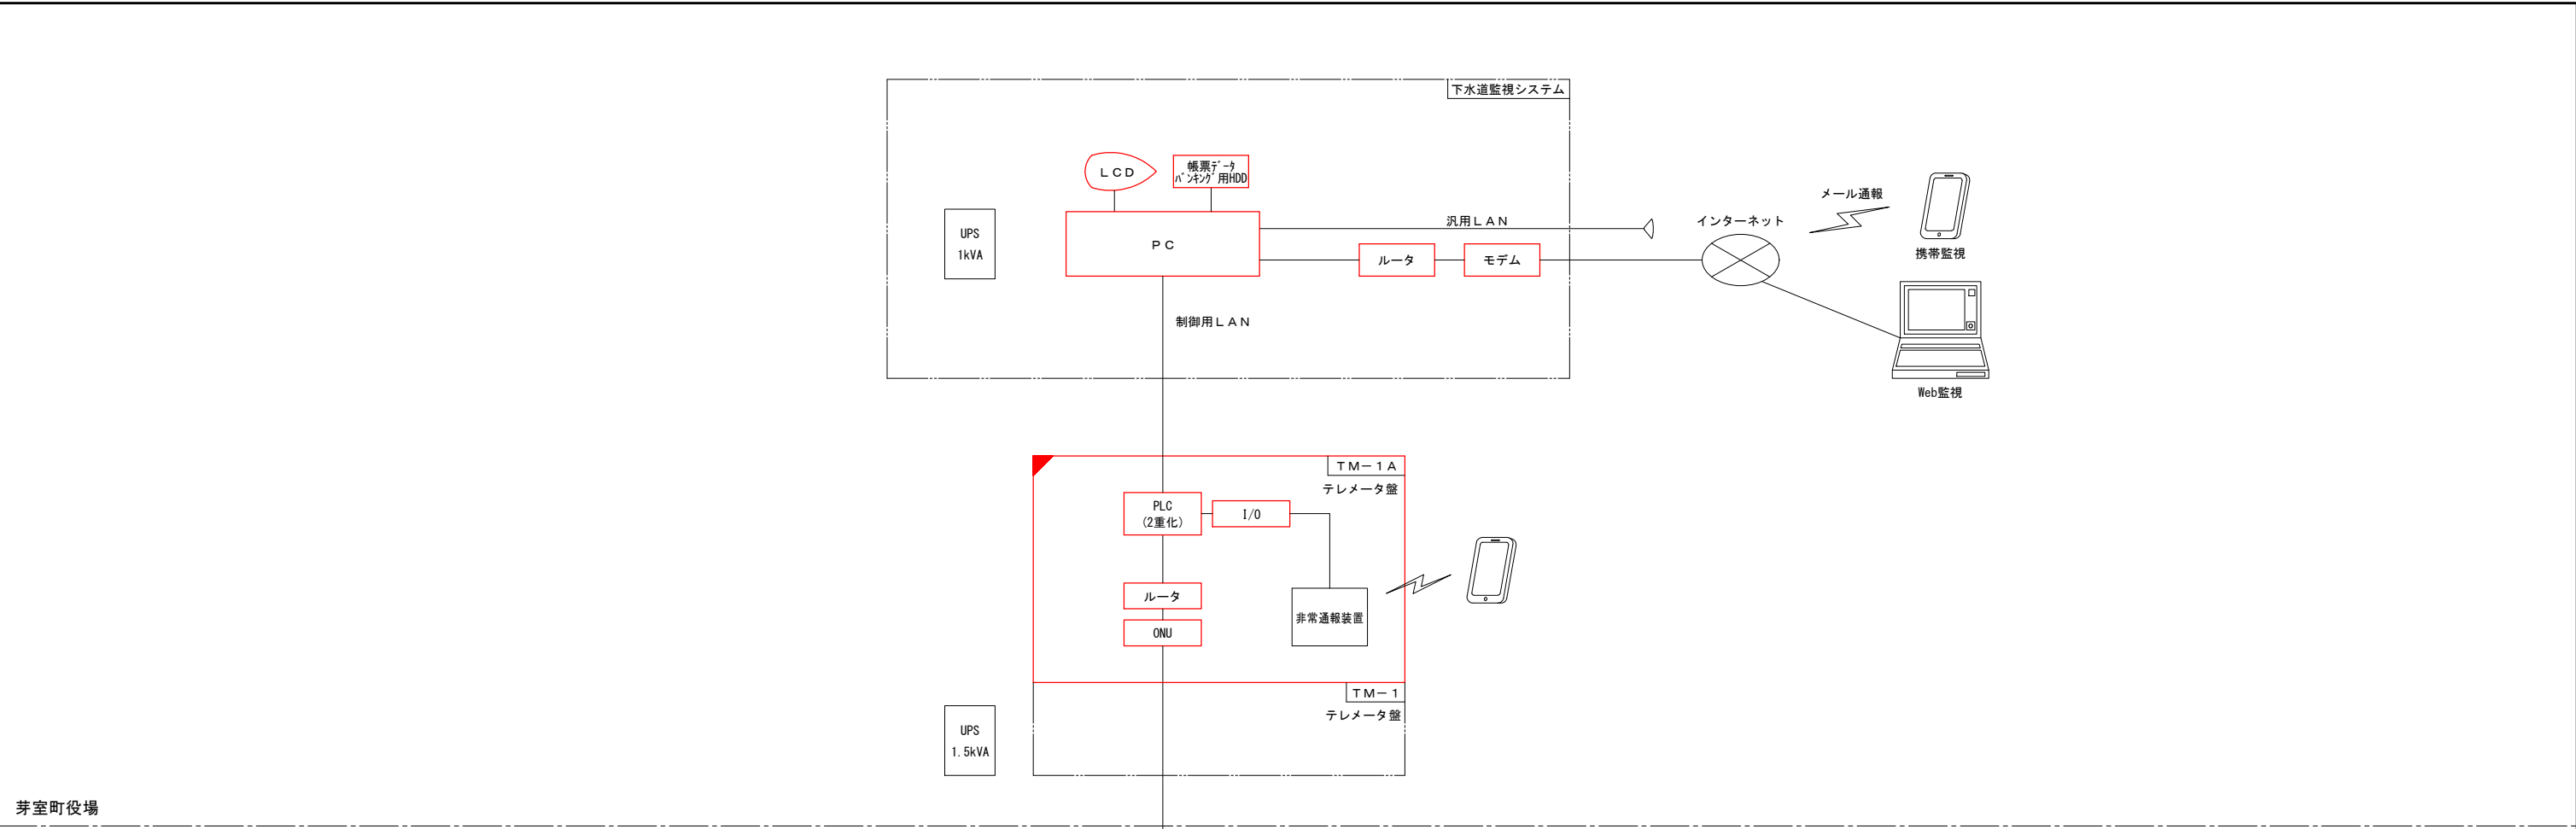 下水道監視システム
LCD
帳票ﾃﾞｰﾀ
ﾊﾞﾝｷﾝｸﾞ用HDD
UPS
1kVA
PC
汎用LAN
ルータ
モデム
インターネット
メール通報
携帯監視
Web監視
制御用LAN
TM－1A
テレメータ盤
PLC
(2重化)
I/O
ルータ
ONU
非常通報装置
TM－1
テレメータ盤
UPS
1.5kVA
芽室町役場